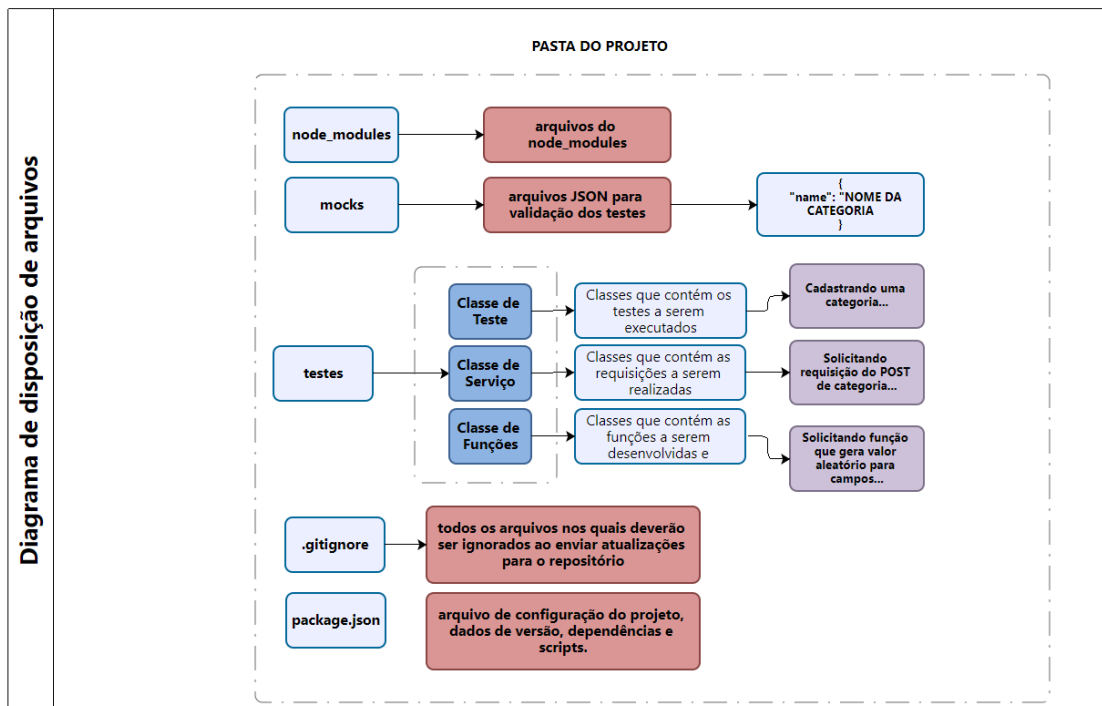 PASTA DO PROJETO
Diagrama de disposição de arquivos
node_modules
arquivos do
node_modules
mocks
arquivos JSON para
validação dos testes
{
"name": "NOME DA
CATEGORIA
}
testes
Classe de
Teste
Classes que contém os
testes a serem
executados
Cadastrando uma
categoria...
Classe de
Serviço
Classes que contém as
requisições a serem
realizadas
Solicitando
requisição do POST
de categoria...
Classe de
Funções
Classes que contém as
funções a serem
desenvolvidas e
Solicitando função
que gera valor
aleatório para
campos...
.gitignore
todos os arquivos nos quais deverão
ser ignorados ao enviar atualizações
para o repositório
package.json
arquivo de configuração do projeto,
dados de versão, dependências e
scripts.